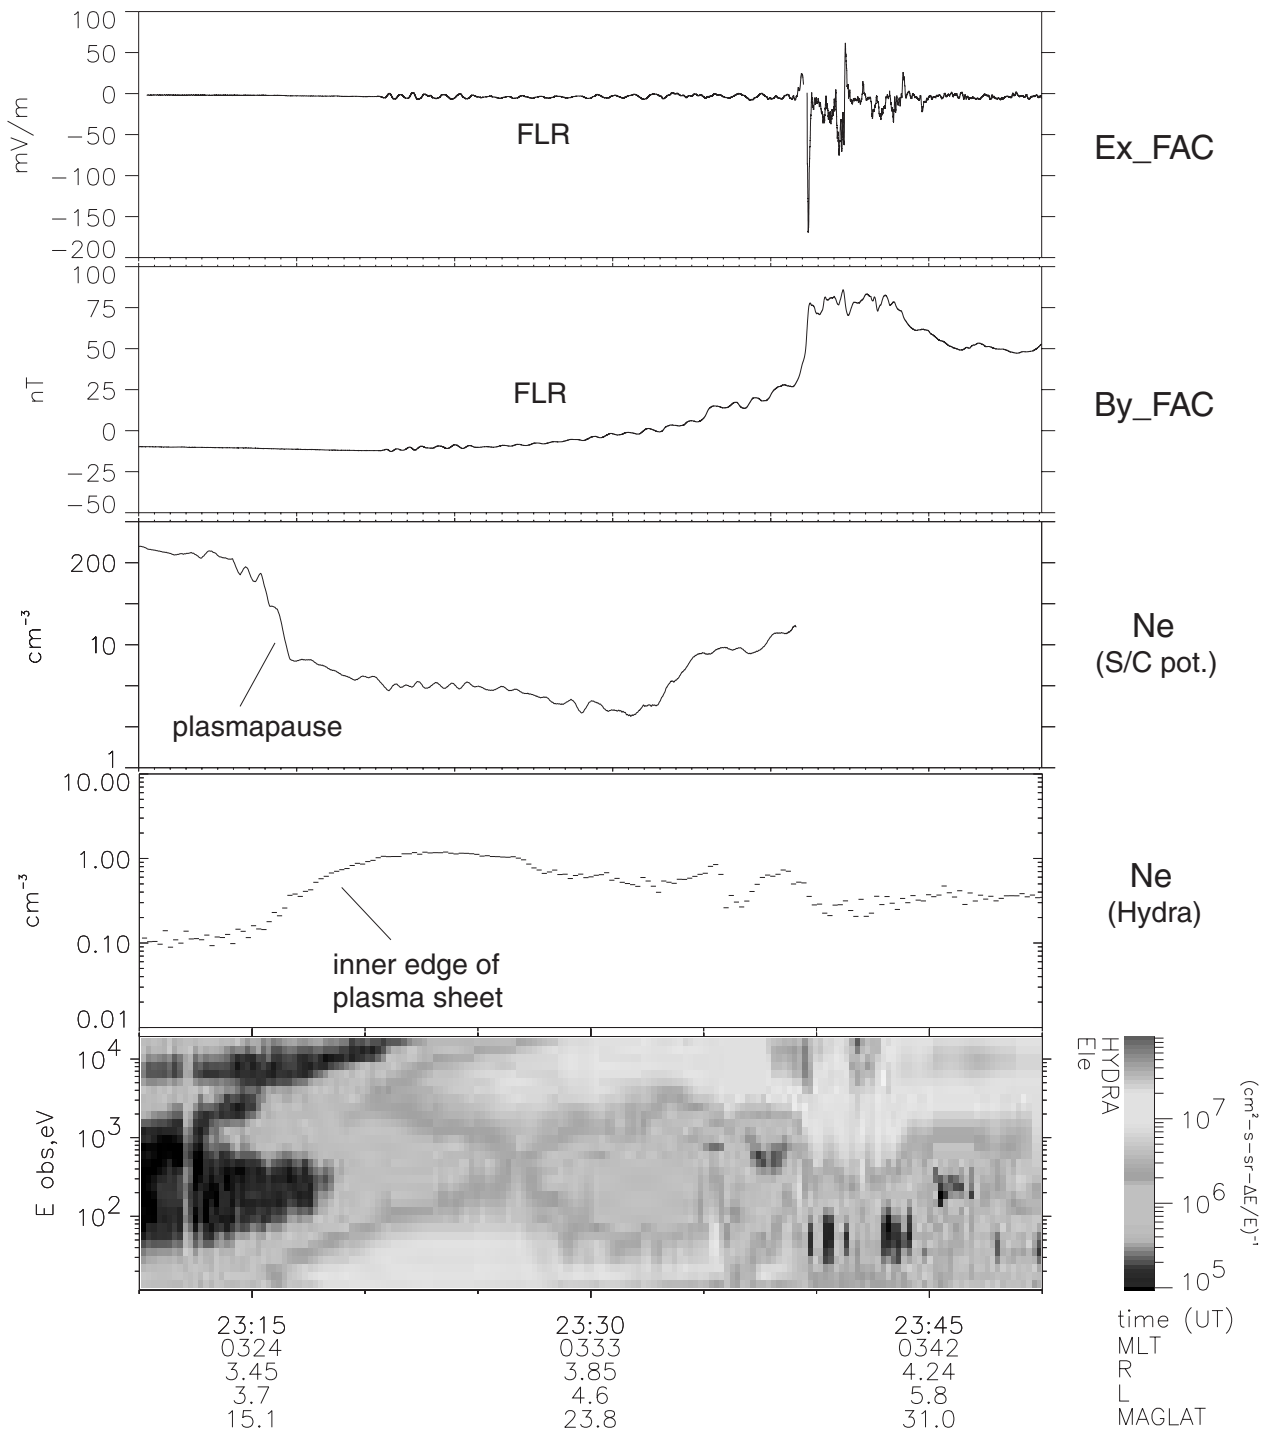 100
50
0
−50
−100
−150
−200
mV/m
FLR
Ex_FAC
100
75
50
25
0
−25
−50
nT
FLR
By_FAC
200
10
1
cm⁻³
plasmapause
Ne
(S/C pot.)
10.00
1.00
0.10
0.01
cm⁻³
inner edge of
plasma sheet
Ne
(Hydra)
10⁴
10³
10²
E obs,eV
HYDRA
Ele
10⁷
10⁶
10⁵
(cm²−s−sr−ΔE/E)⁻¹
23:15 23:30 23:45 time (UT)
0324 0333 0342 MLT
3.45 3.85 4.24 R
3.7 4.6 5.8 L
15.1 23.8 31.0 MAGLAT